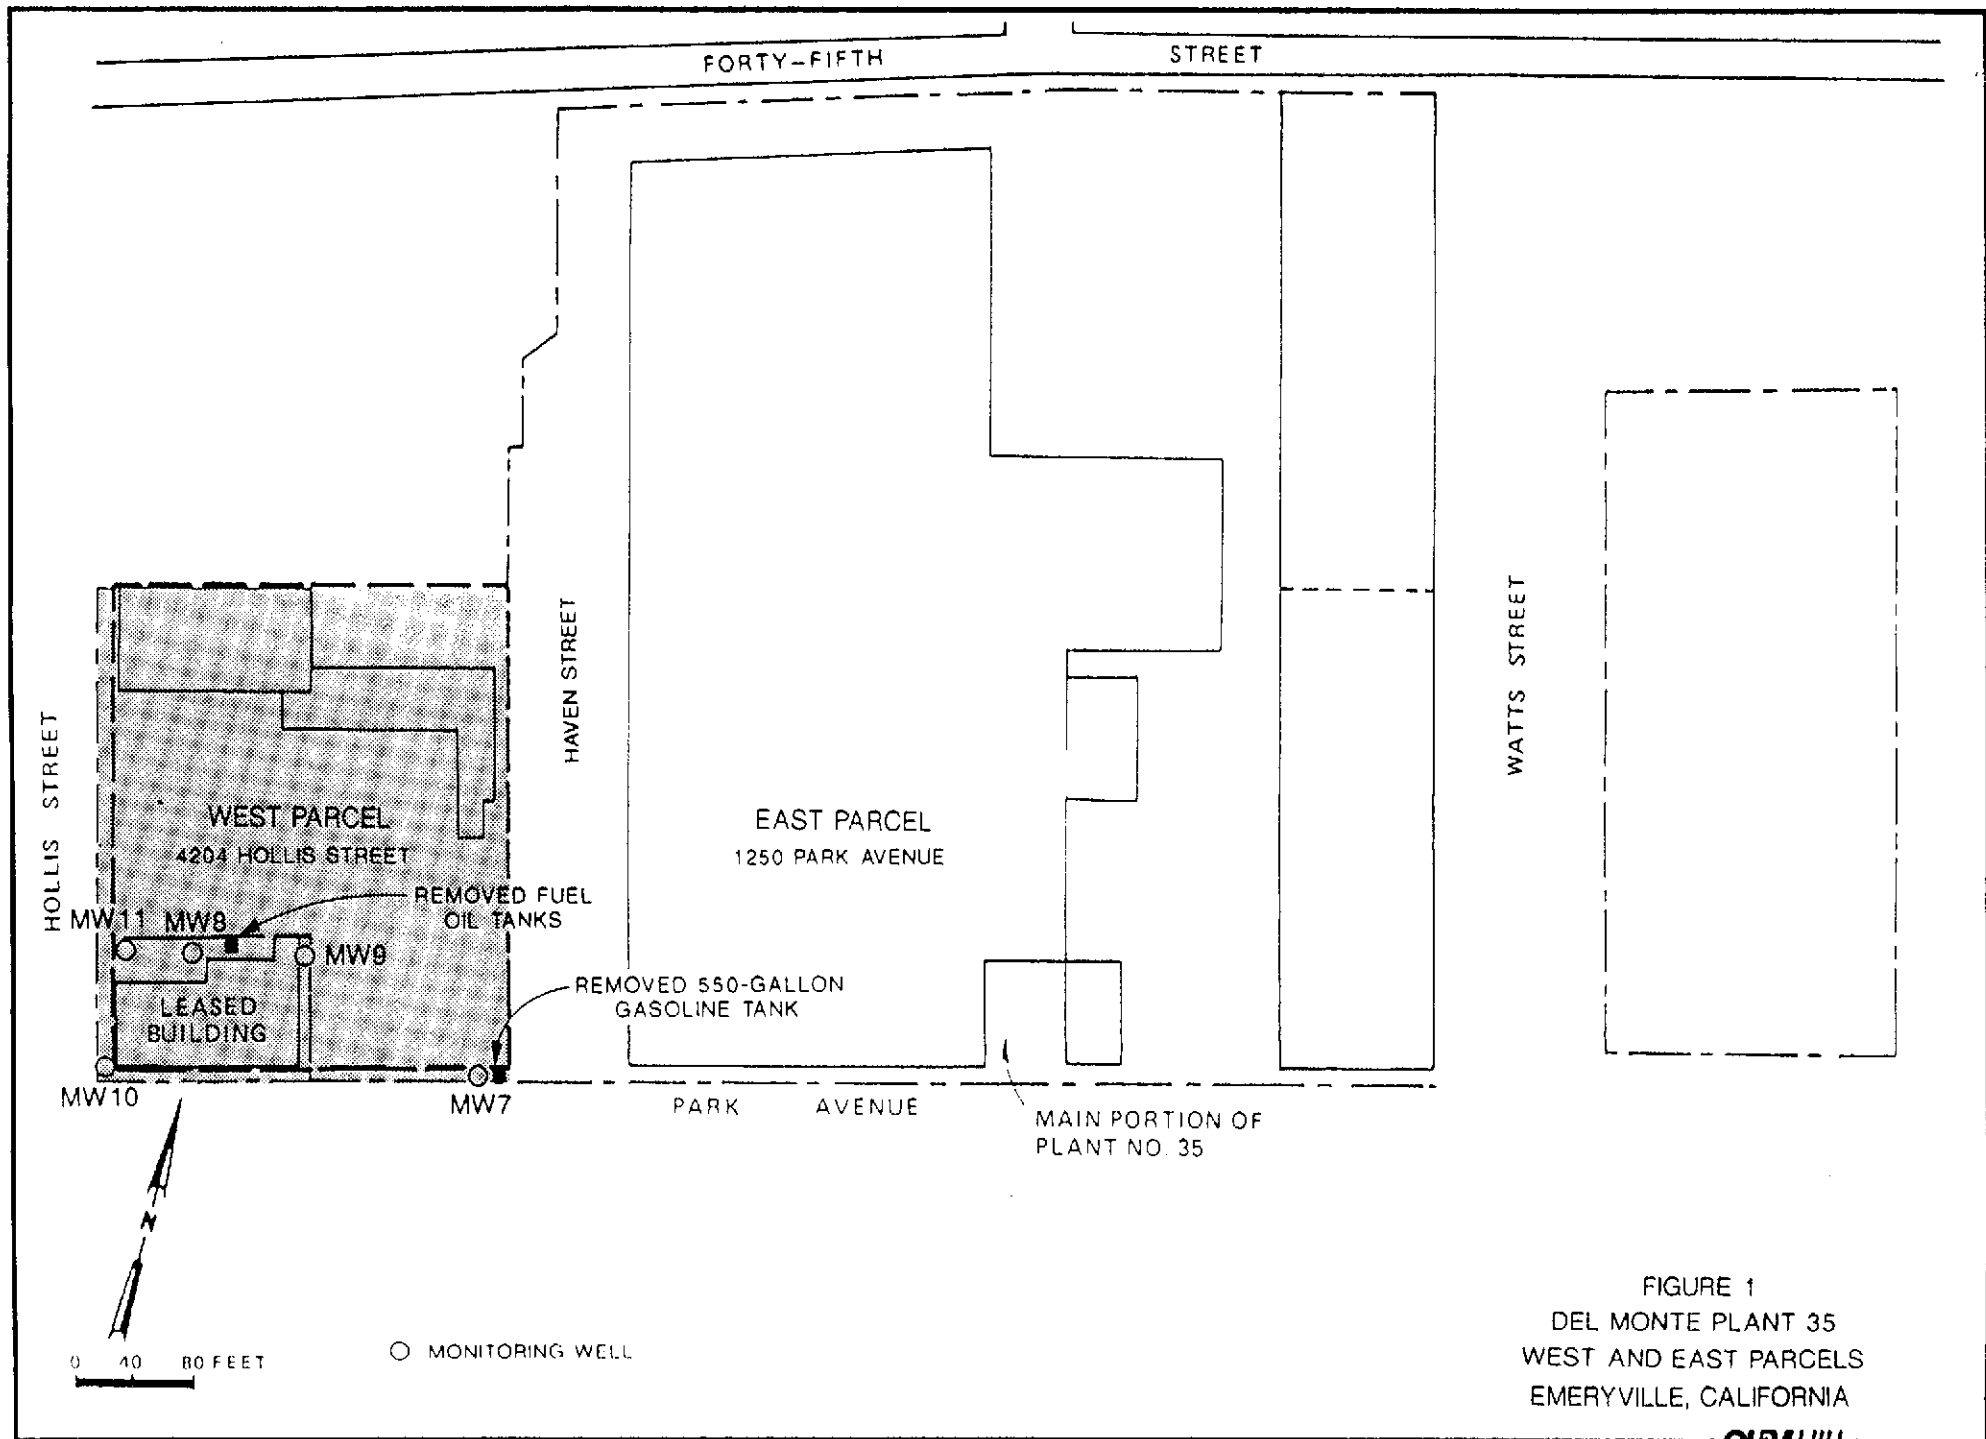 FORTY-FIFTH STREET
HAVEN STREET
WATTS STREET
HOLLIS STREET
WEST PARCEL
4204 HOLLIS STREET
EAST PARCEL
1250 PARK AVENUE
REMOVED FUEL
OIL TANKS
MW11 MW8
MW9
REMOVED 550-GALLON
GASOLINE TANK
LEASED
BUILDING
MW10
MW7
PARK AVENUE
MAIN PORTION OF
PLANT NO. 35
N
0 40 80 FEET
MONITORING WELL
FIGURE 1
DEL MONTE PLANT 35
WEST AND EAST PARCELS
EMERYVILLE, CALIFORNIA